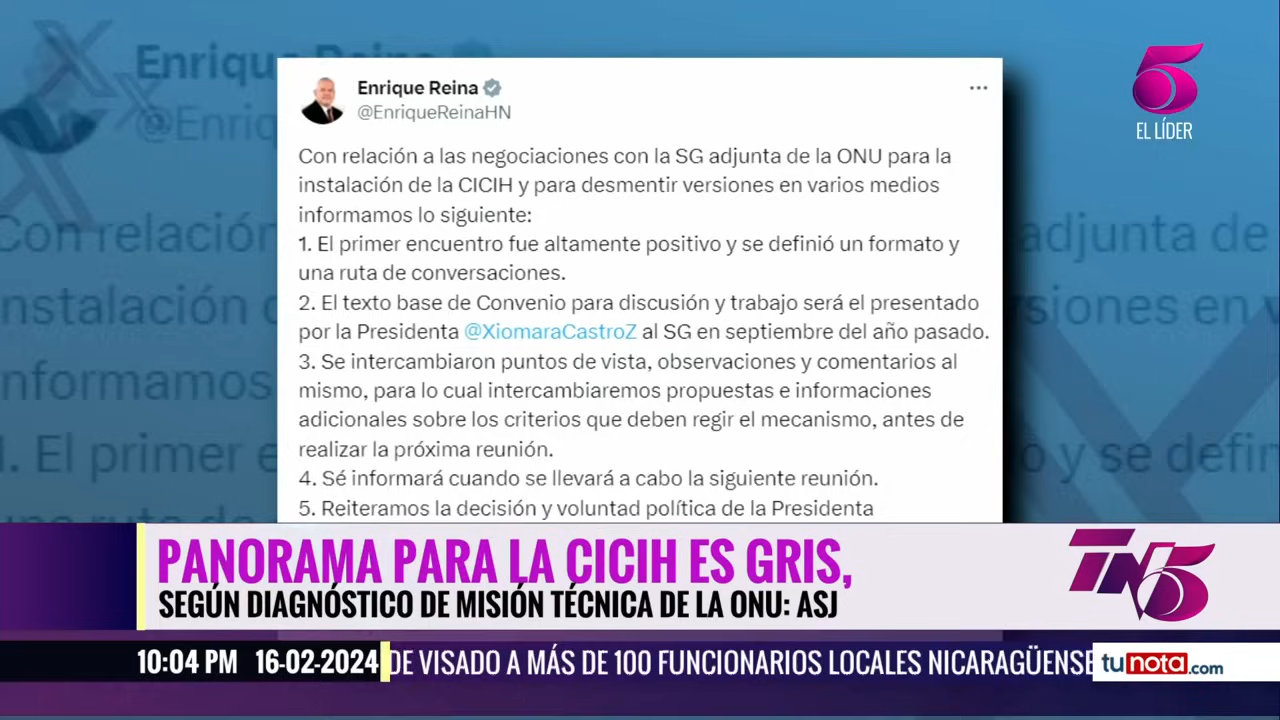 Enrique Reina
@EnriqueReinaHN
...
5
EL LÍDER
Con relación a las negociaciones con la SG adjunta de la ONU para la
instalación de la CICIH y para desmentir versiones en varios medios
informamos lo siguiente:
1. El primer encuentro fue altamente positivo y se definió un formato y
una ruta de conversaciones.
2. El texto base de Convenio para discusión y trabajo será el presentado
por la Presidenta @XiomaraCastroZ al SG en septiembre del año pasado.
3. Se intercambiaron puntos de vista, observaciones y comentarios al
mismo, para lo cual intercambiaremos propuestas e informaciones
adicionales sobre los criterios que deben regir el mecanismo, antes de
realizar la próxima reunión.
4. Sé informará cuando se llevará a cabo la siguiente reunión.
5. Reiteramos la decisión y voluntad política de la Presidenta
PANORAMA PARA LA CICIH ES GRIS,
SEGÚN DIAGNÓSTICO DE MISIÓN TÉCNICA DE LA ONU: ASJ
TN5
10:04 PM 16-02-2024
DE VISADO A MÁS DE 100 FUNCIONARIOS LOCALES NICARAGÜENSE
tunota.com